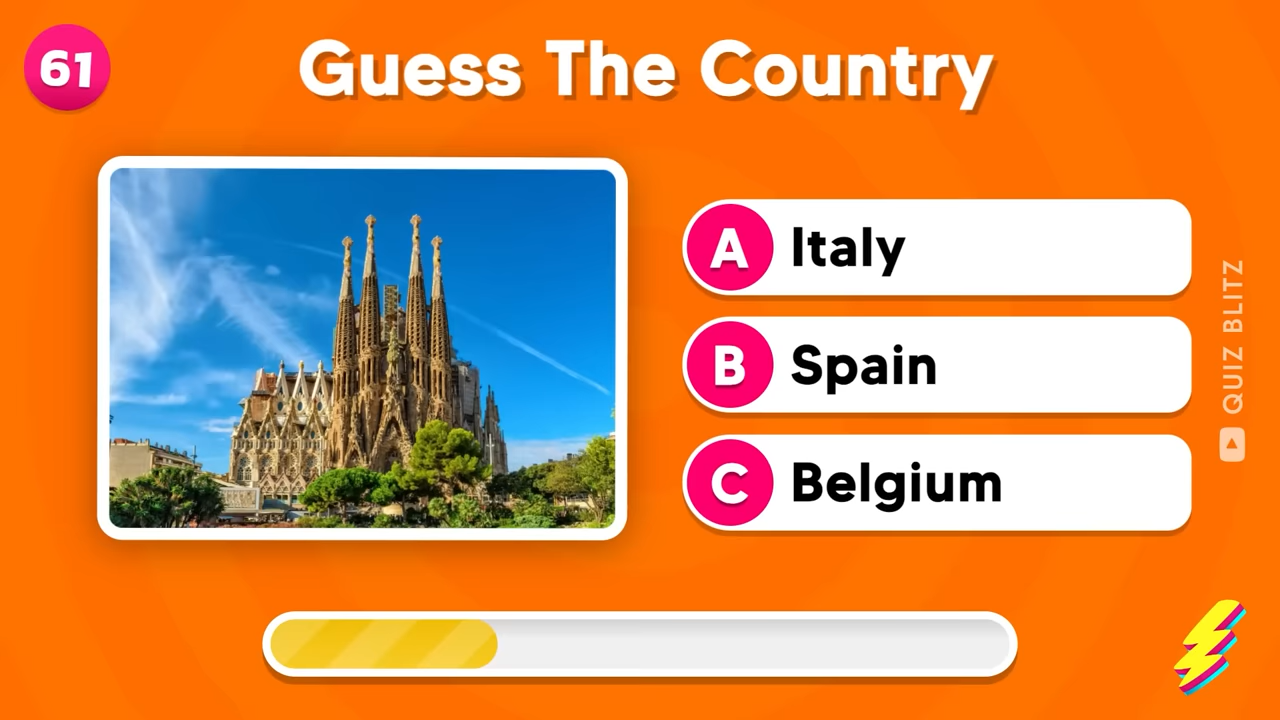 61
Guess The Country
A Italy
B Spain
C Belgium
QUIZ BLITZ